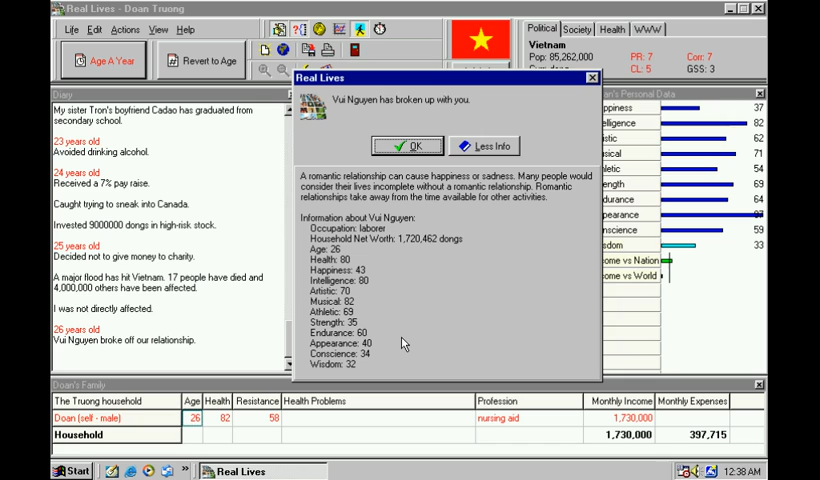 Real Lives - Doan Truong
Life Edit Actions View Help
Age A Year
Revert to Age
Political Society Health WWW
Vietnam
Pop: 85,262,000 PR: 7 Corr: 7
CL: 5 GSS: 3
Diary
My sister Tron's boyfriend Cadao has graduated from
secondary school.
23 years old
Avoided drinking alcohol.
24 years old
Received a 7% pay raise.
Caught trying to sneak into Canada.
Invested 9000000 dongs in high-risk stock.
25 years old
Decided not to give money to charity.
A major flood has hit Vietnam. 17 people have died and
4,000,000 others have been affected.
I was not directly affected.
26 years old
Vui Nguyen broke off our relationship.
Real Lives
Vui Nguyen has broken up with you.
OK
Less Info
A romantic relationship can cause happiness or sadness. Many people would
consider their lives incomplete without a romantic relationship. Romantic
relationships take away from the time available for other activities.
Information about Vui Nguyen:
Occupation: laborer
Household Net Worth: 1,720,462 dongs
Age: 26
Health: 80
Happiness: 43
Intelligence: 80
Artistic: 70
Musical: 82
Athletic: 69
Strength: 35
Endurance: 60
Appearance: 40
Conscience: 34
Wisdom: 32
an's Personal Data
ppiness 37
elligence 82
istic 62
usical 71
hletic 54
ength 69
durance 64
pearance 97
nscience 59
sdom 33
ome vs Nation
ome vs World
Doan's Family
The Truong household Age Health Resistance Health Problems Profession Monthly Income Monthly Expenses
Doan (self - male) 26 82 58 nursing aid 1,730,000
Household 1,730,000 397,715
Start Real Lives 12:38 AM